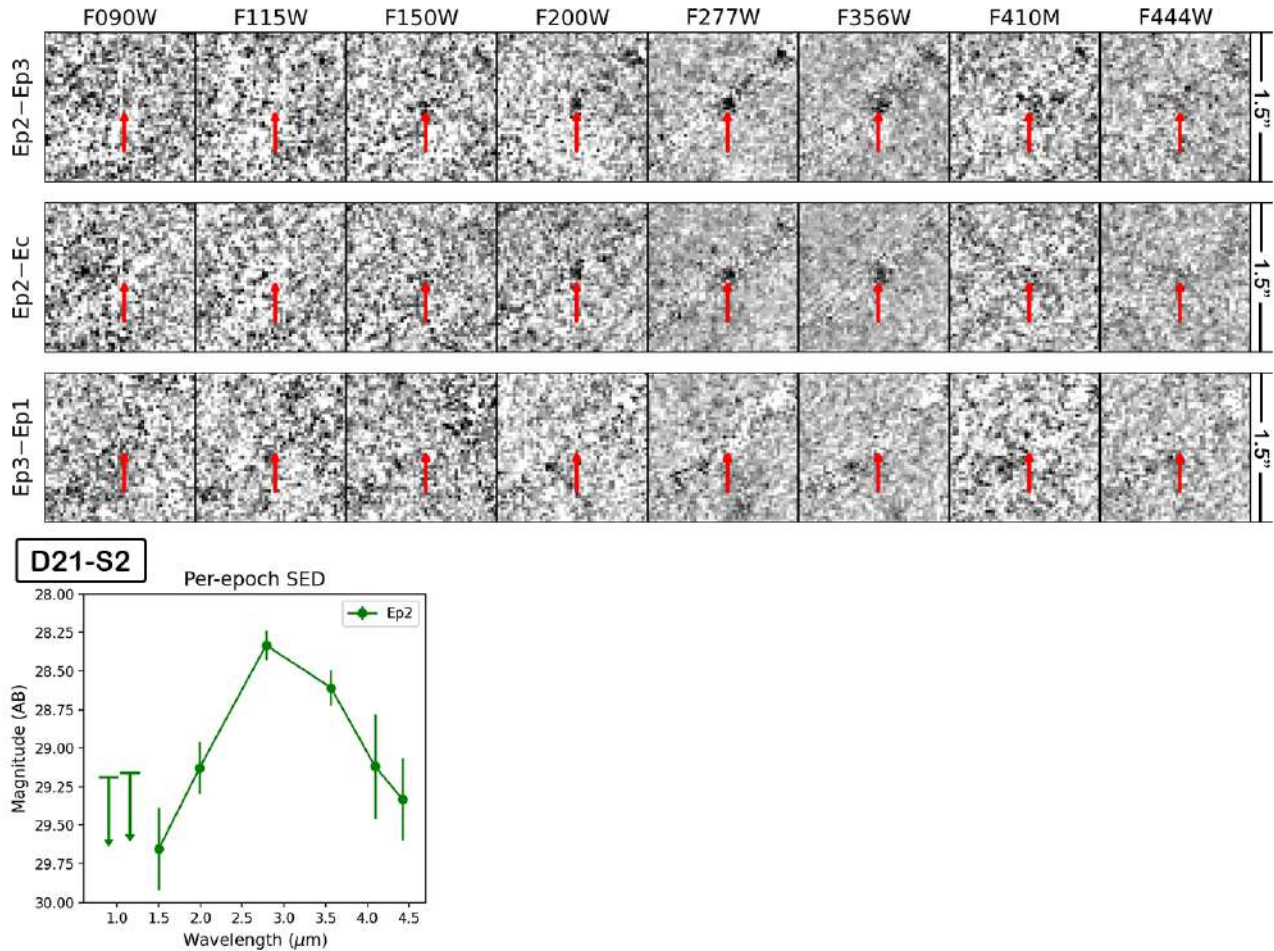 F090W F115W F150W F200W F277W F356W F410M F444W
Ep2−Ep3
1.5"
Ep2−Ec
1.5"
Ep3−Ep1
1.5"
D21-S2
Per-epoch SED
Ep2
Magnitude (AB)
28.00
28.25
28.50
28.75
29.00
29.25
29.50
29.75
30.00
1.0 1.5 2.0 2.5 3.0 3.5 4.0 4.5
Wavelength (μm)